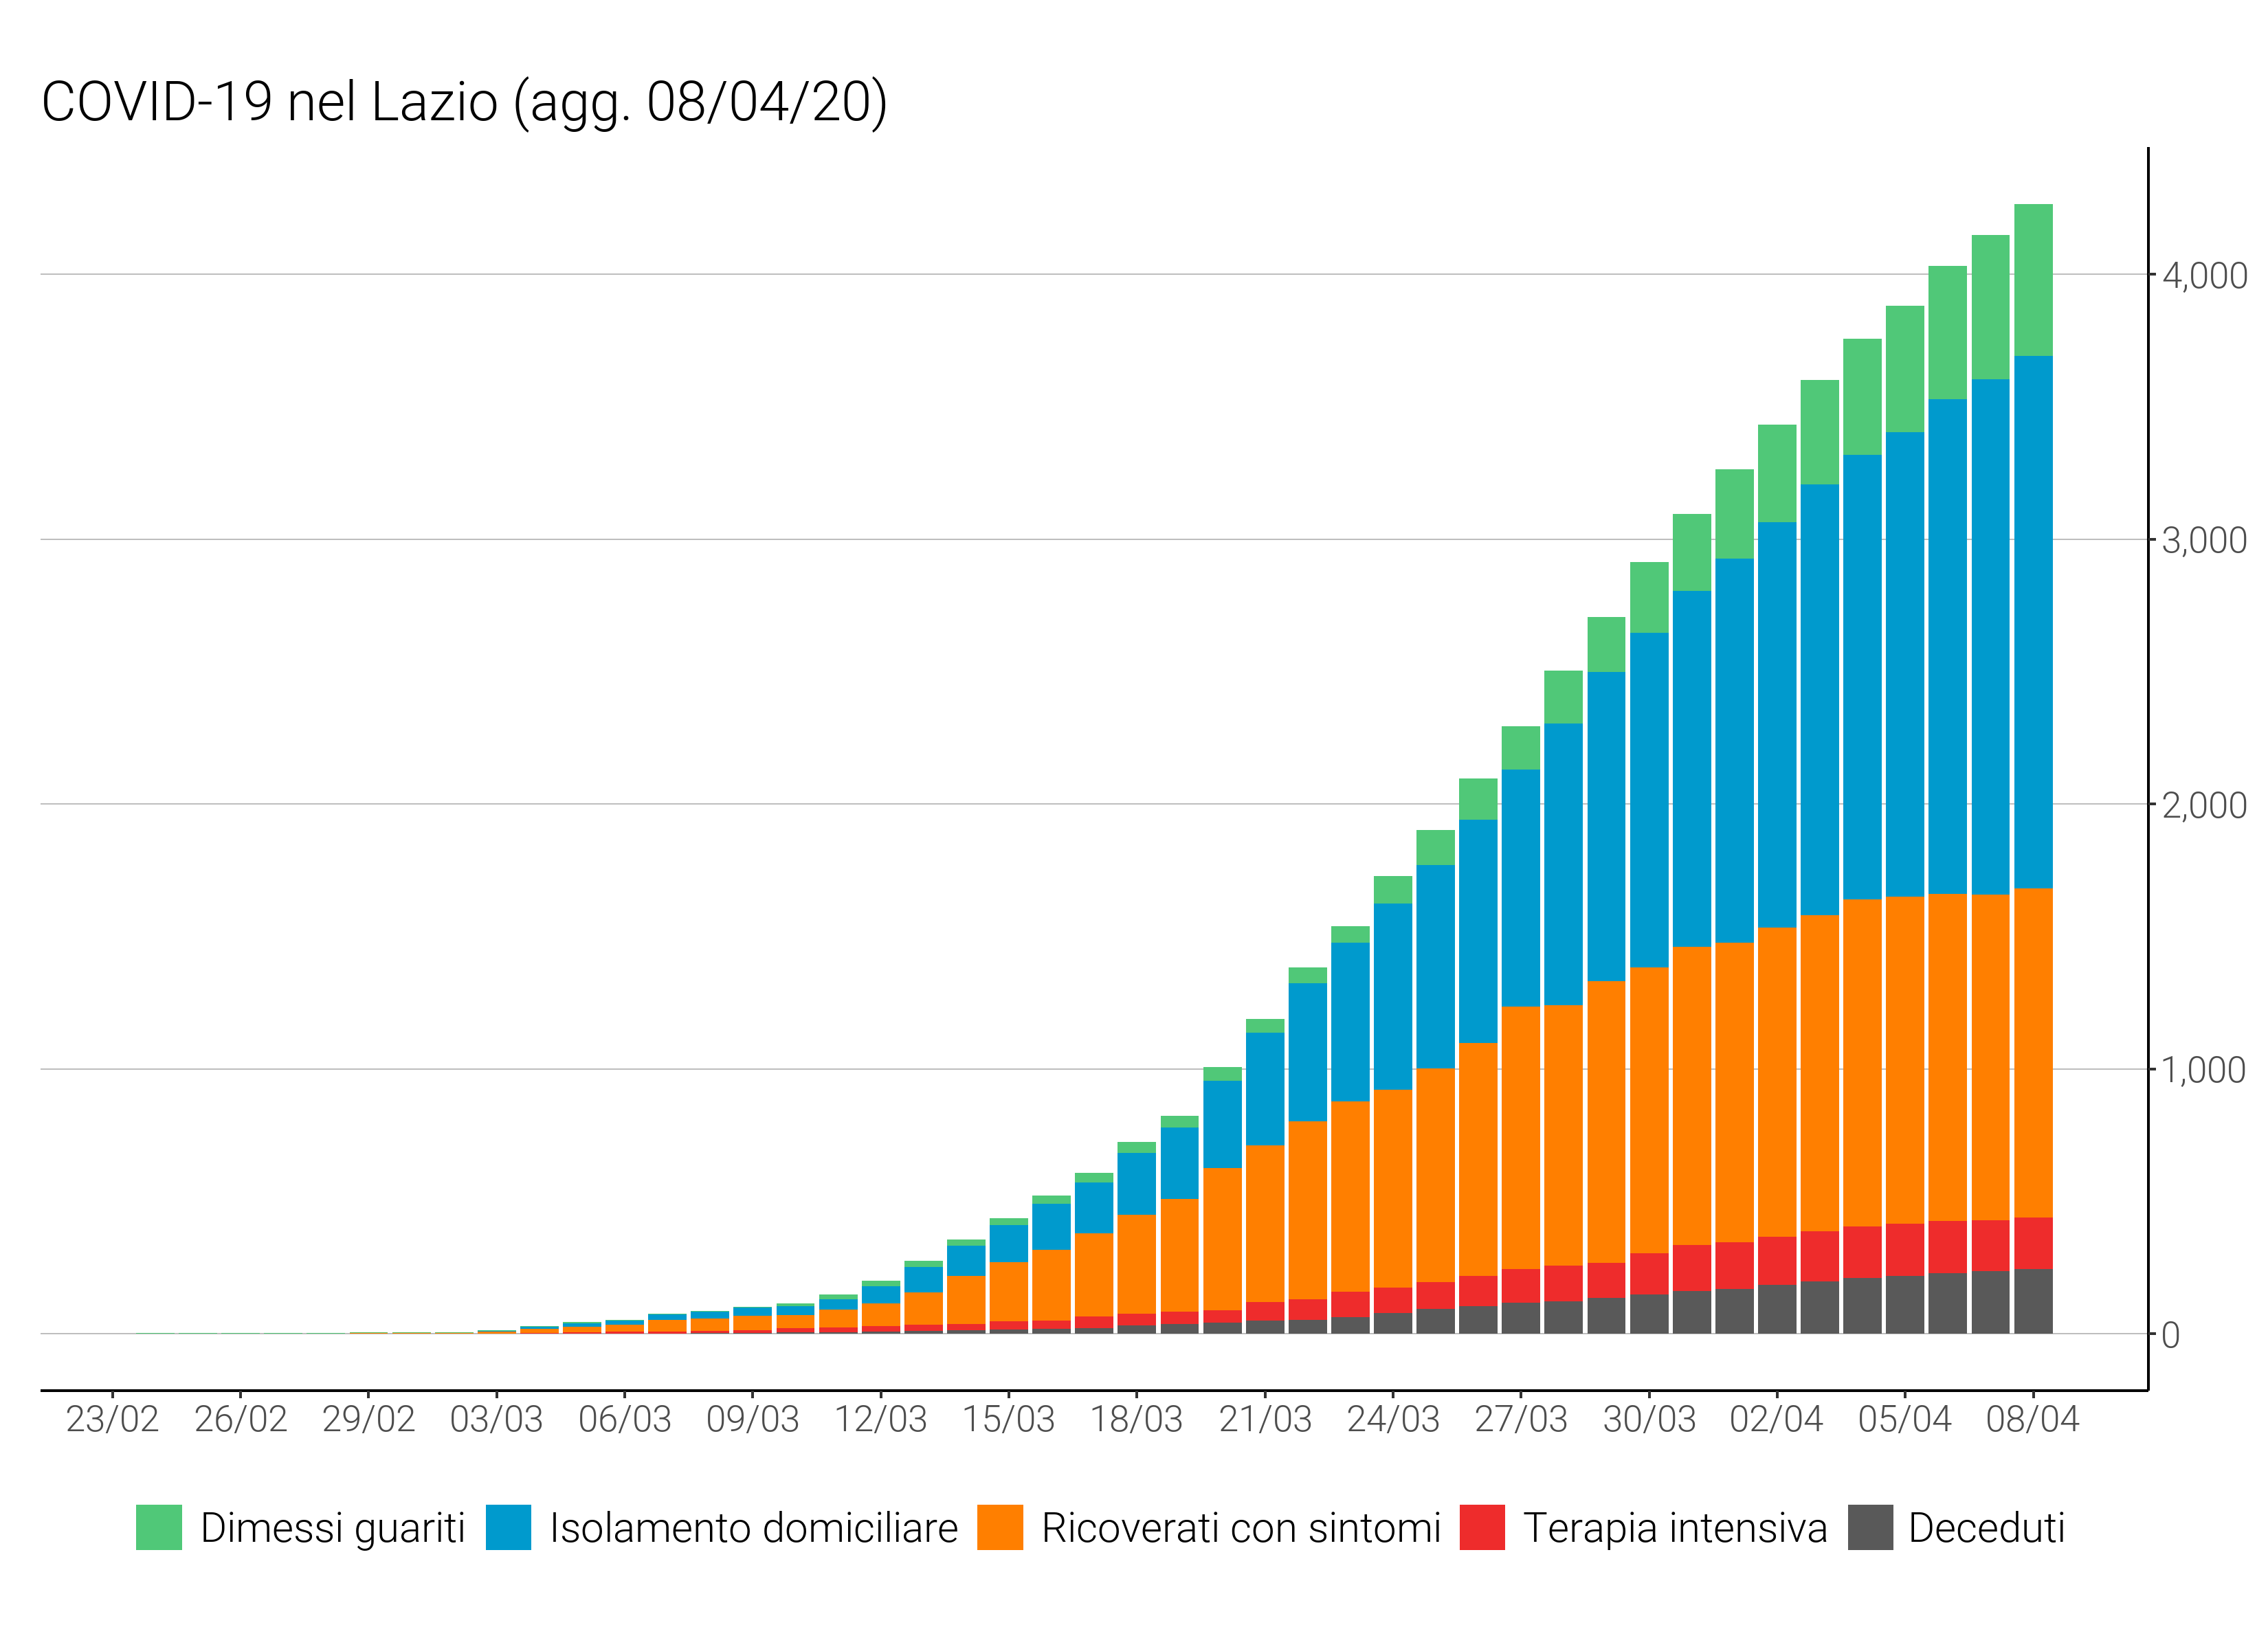 COVID-19 nel Lazio (agg. 08/04/20)
4,000
3,000
2,000
1,000
0
23/02 26/02 29/02 03/03 06/03 09/03 12/03 15/03 18/03 21/03 24/03 27/03 30/03 02/04 05/04 08/04
Dimessi guariti Isolamento domiciliare Ricoverati con sintomi Terapia intensiva Deceduti